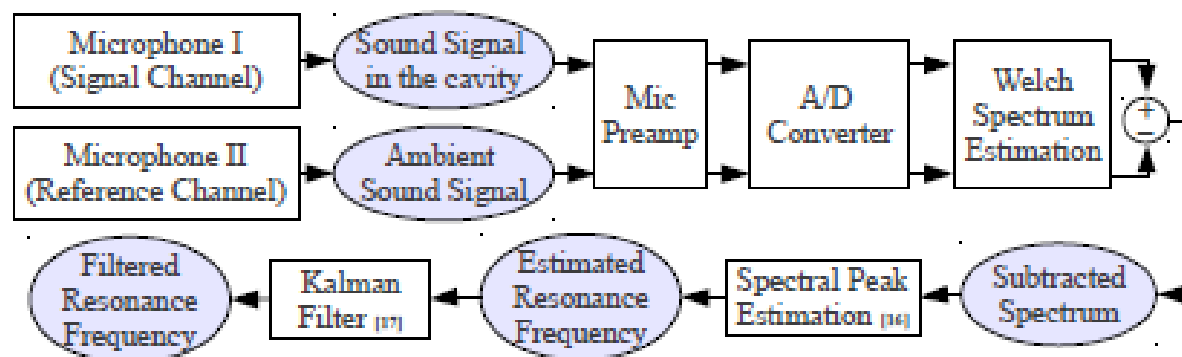 Microphone I
(Signal Channel)
Sound Signal
in the cavity
Mic
Preamp
A/D
Converter
Welch
Spectrum
Estimation
+
−
Microphone II
(Reference Channel)
Ambient
Sound Signal
Filtered
Resonance
Frequency
Kalman
Filter [17]
Estimated
Resonance
Frequency
Spectral Peak
Estimation [16]
Subtracted
Spectrum